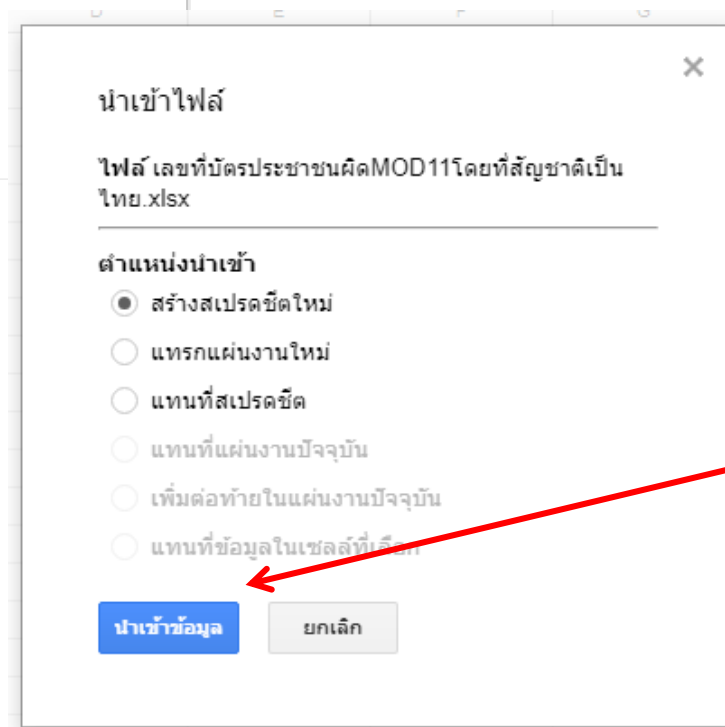 D E F G
นำเข้าไฟล์
ไฟล์ เลขที่บัตรประชาชนผิดMOD11โดยที่สัญชาติเป็น
ไทย.xlsx
ตำแหน่งนำเข้า
สร้างสเปรดชีตใหม่
แทรกแผ่นงานใหม่
แทนที่สเปรดชีต
แทนที่แผ่นงานปัจจุบัน
เพิ่มต่อท้ายในแผ่นงานปัจจุบัน
แทนที่ข้อมูลในเซลล์ที่เลือก
นำเข้าข้อมูล ยกเลิก